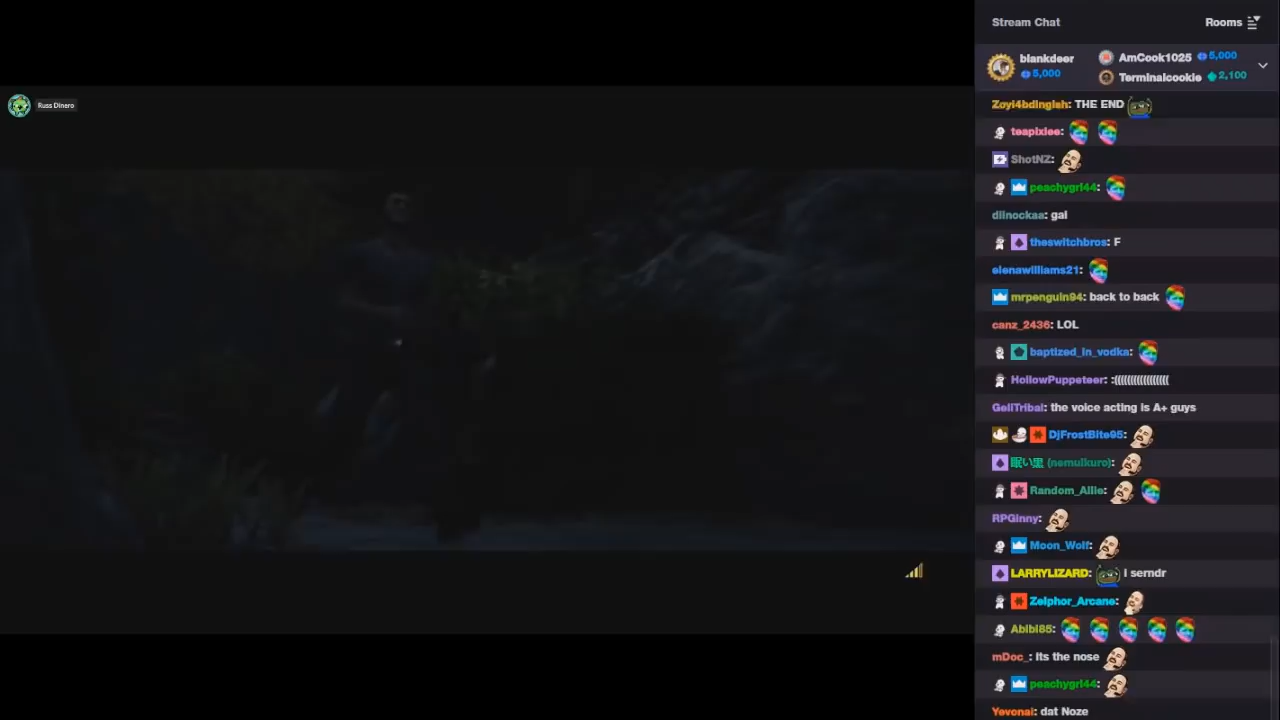 Stream Chat
Rooms
blankdeer
5,000
AmCook1025 5,000
Terminalcookie 2,100
Russ Dinero
Zoyi4bdinglsh: THE END
teapixiee:
ShotNZ:
peachygrl44:
diinockaa: gal
theswitchbros: F
elenawilliams21:
mrpenguin94: back to back
canz_2436: LOL
baptized_in_vodka:
HollowPuppeteer: :(((((((((((((((((
GeliTribal: the voice acting is A+ guys
DjFrostBite95:
眠い里 (nemuikuro):
Random_Allie:
RPGinny:
Moon_Wolf:
LARRYLIZARD: I serndr
Zelphor_Arcane:
Abibi85:
mDoc_: its the nose
peachygrl44:
Yevonai: dat Noze